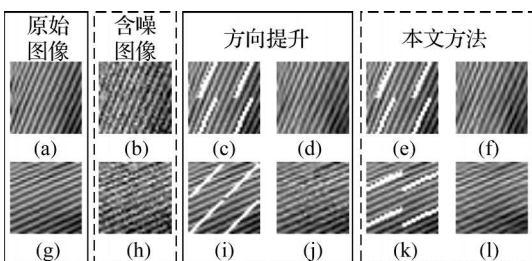 原始
图像
含噪
图像
方向提升
本文方法
(a)
(b)
(c)
(d)
(e)
(f)
(g)
(h)
(i)
(j)
(k)
(l)